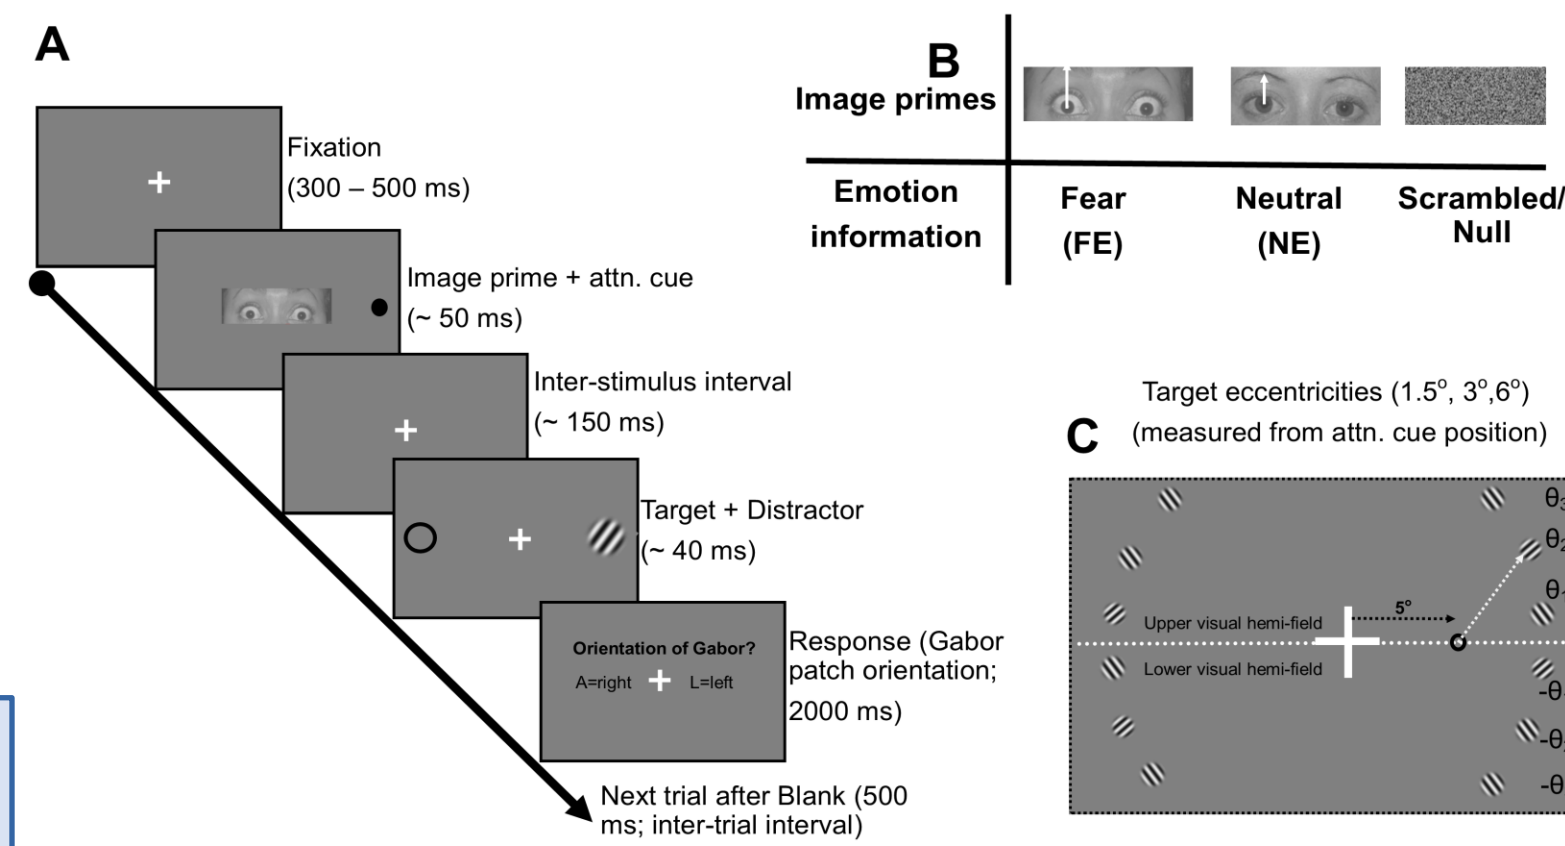 A
Fixation
(300 – 500 ms)
Image prime + attn. cue
(~ 50 ms)
Inter-stimulus interval
(~ 150 ms)
Target + Distractor
(~ 40 ms)
Orientation of Gabor?
A=right L=left
Response (Gabor
patch orientation;
2000 ms)
Next trial after Blank (500
ms; inter-trial interval)
B
Image primes
Emotion
information
Fear
(FE)
Neutral
(NE)
Scrambled/
Null
Target eccentricities (1.5°, 3°,6°)
(measured from attn. cue position)
C
5°
Upper visual hemi-field
Lower visual hemi-field
θ3
θ2
θ
-θ
-θ
-θ